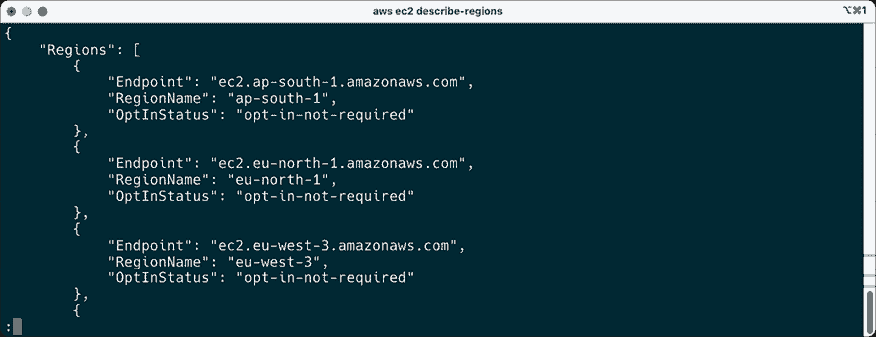 aws ec2 describe-regions
⌥⌘1
{
    "Regions": [
        {
            "Endpoint": "ec2.ap-south-1.amazonaws.com",
            "RegionName": "ap-south-1",
            "OptInStatus": "opt-in-not-required"
        },
        {
            "Endpoint": "ec2.eu-north-1.amazonaws.com",
            "RegionName": "eu-north-1",
            "OptInStatus": "opt-in-not-required"
        },
        {
            "Endpoint": "ec2.eu-west-3.amazonaws.com",
            "RegionName": "eu-west-3",
            "OptInStatus": "opt-in-not-required"
        },
        {
: